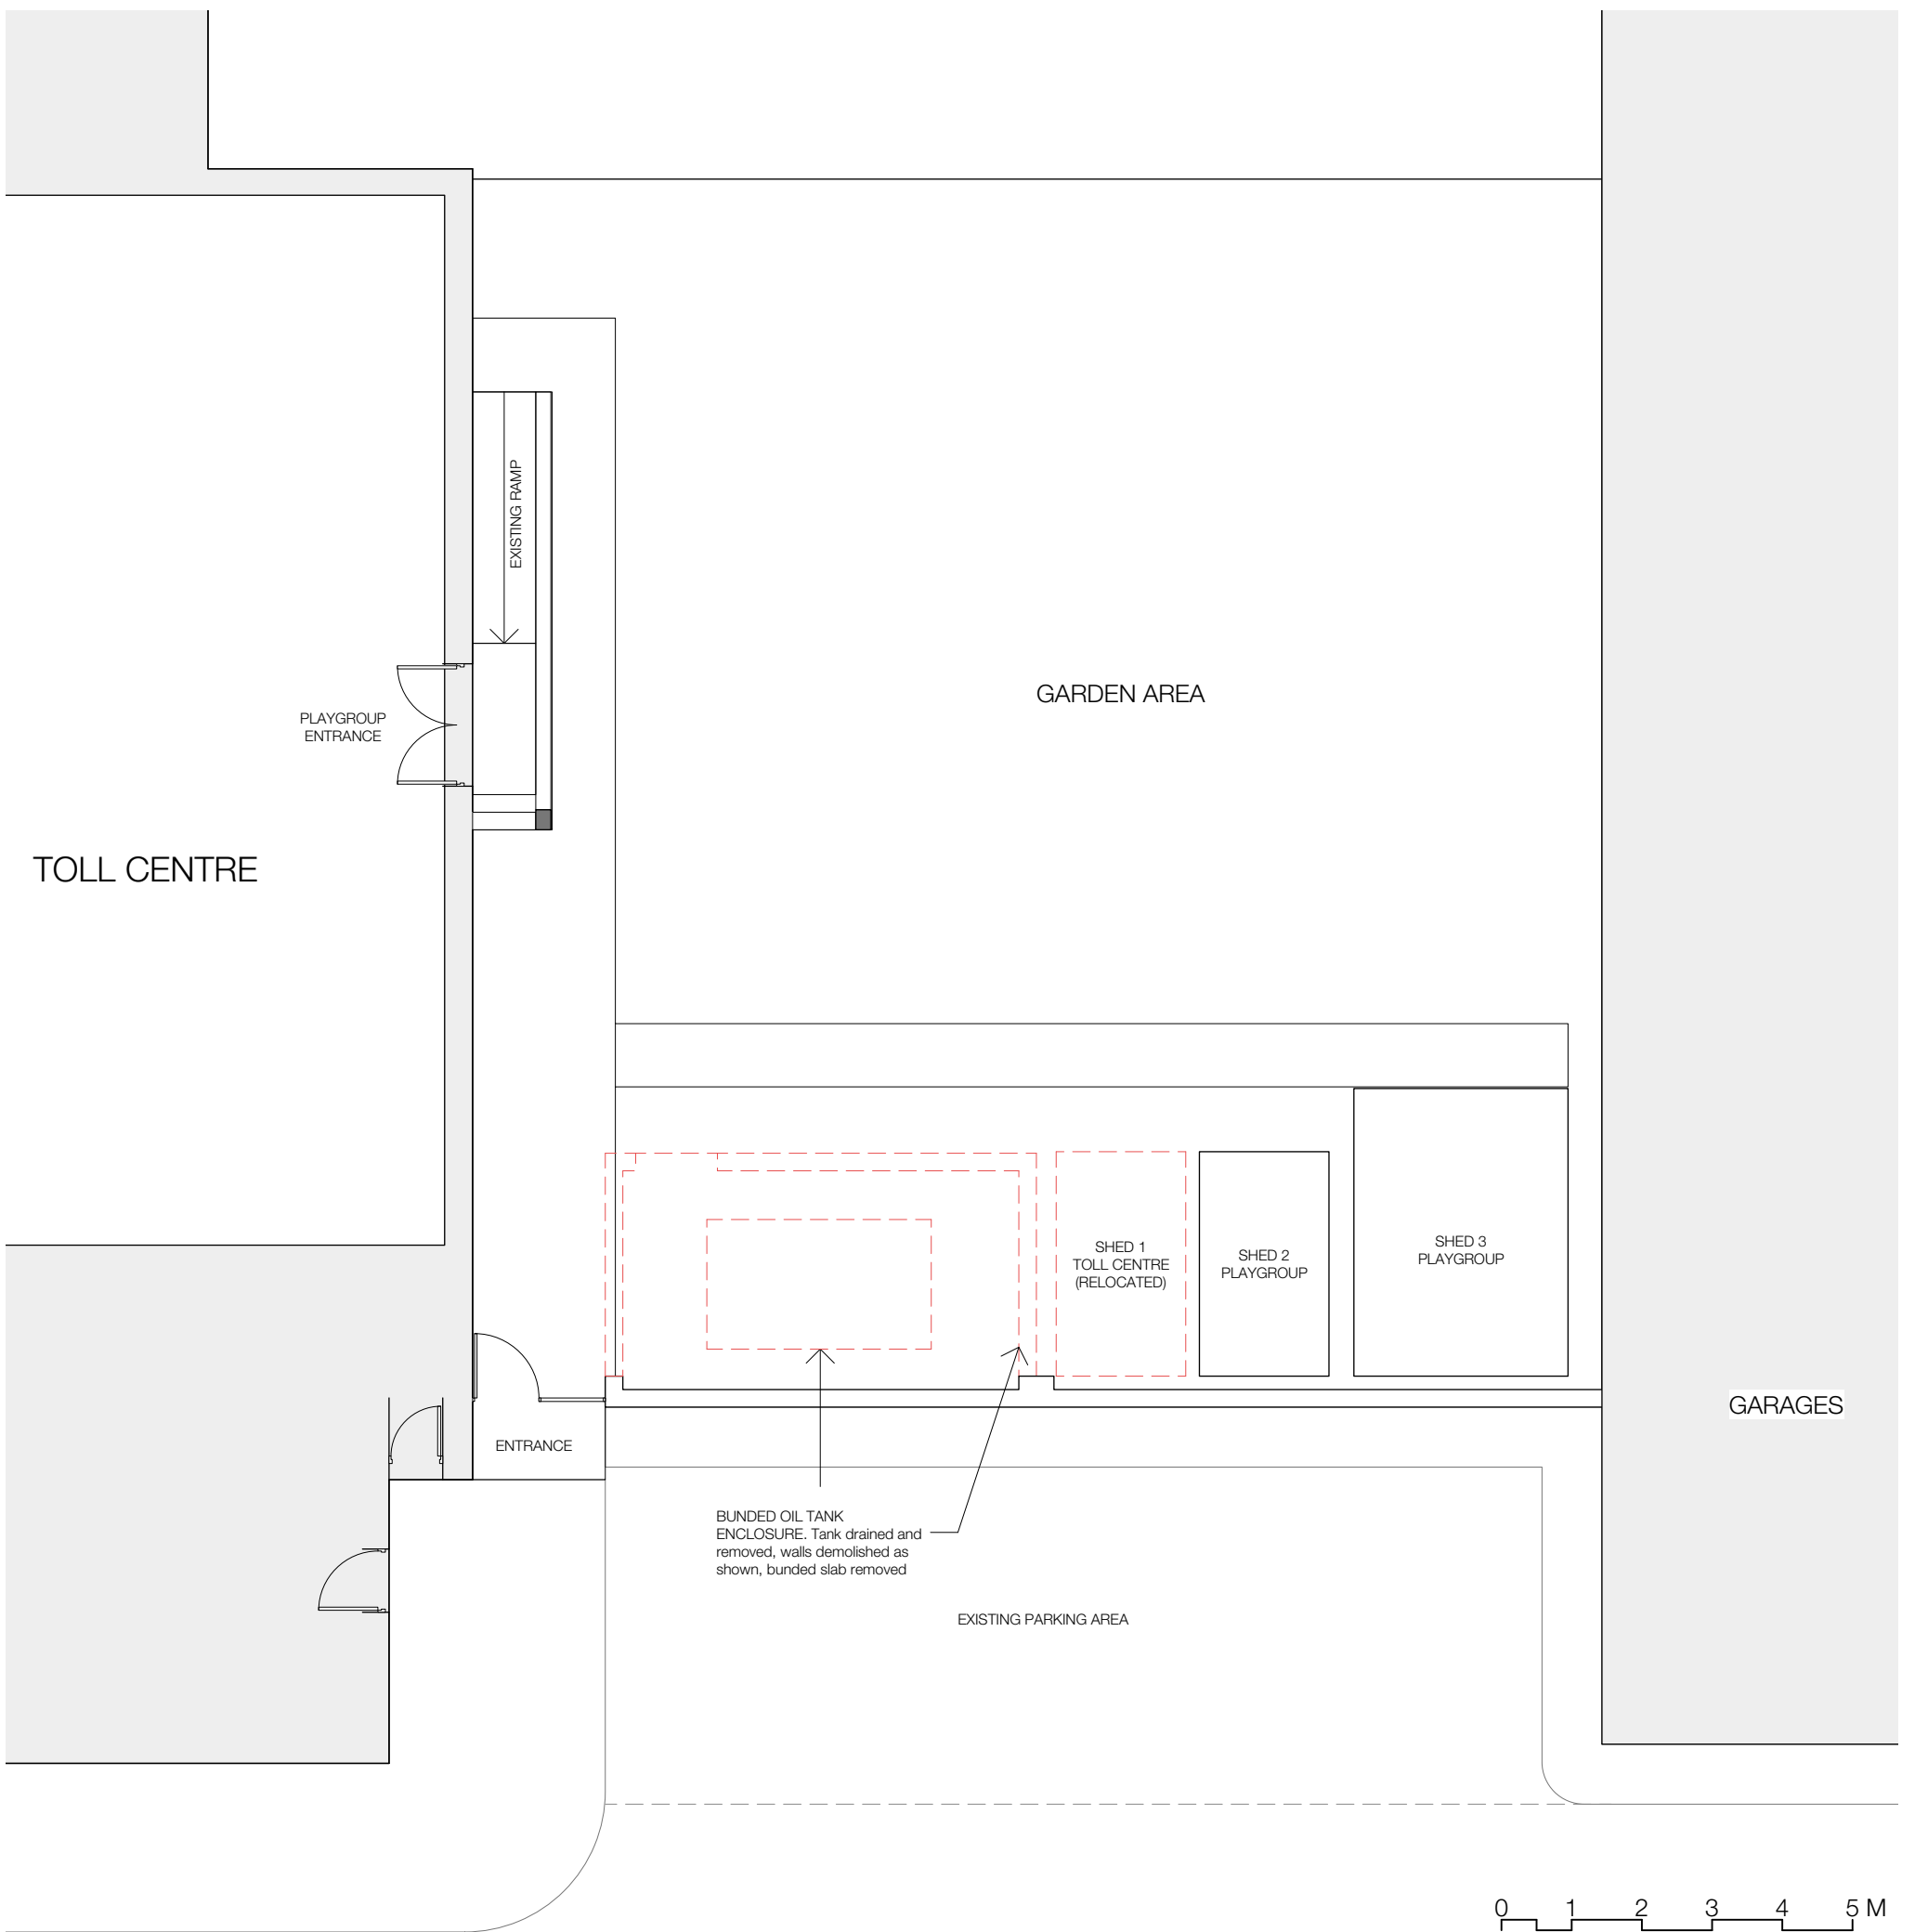 EXISTING RAMP
GARDEN AREA
PLAYGROUP
ENTRANCE
TOLL CENTRE
SHED 1
TOLL CENTRE
(RELOCATED)
SHED 2
PLAYGROUP
SHED 3
PLAYGROUP
GARAGES
ENTRANCE
BUNDED OIL TANK
ENCLOSURE. Tank drained and
removed, walls demolished as
shown, bunded slab removed
EXISTING PARKING AREA
0 1 2 3 4 5 M